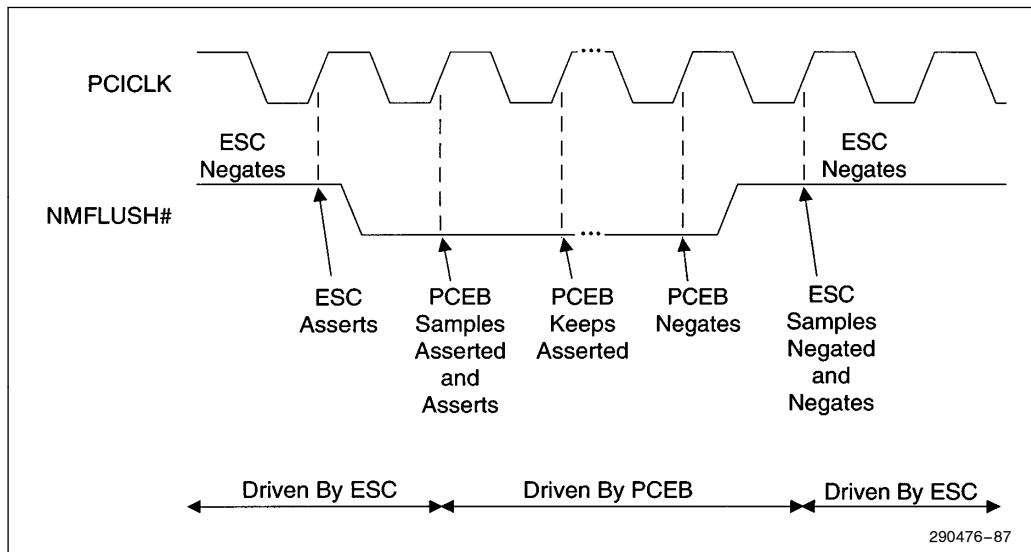 PCICLK
ESC
Negates
ESC
Negates
NMFLUSH#
ESC
Asserts
PCEB
Samples
Asserted
and
Asserts
PCEB
Keeps
Asserted
PCEB
Negates
ESC
Samples
Negated
and
Negates
Driven By ESC
Driven By PCEB
Driven By ESC
290476–87